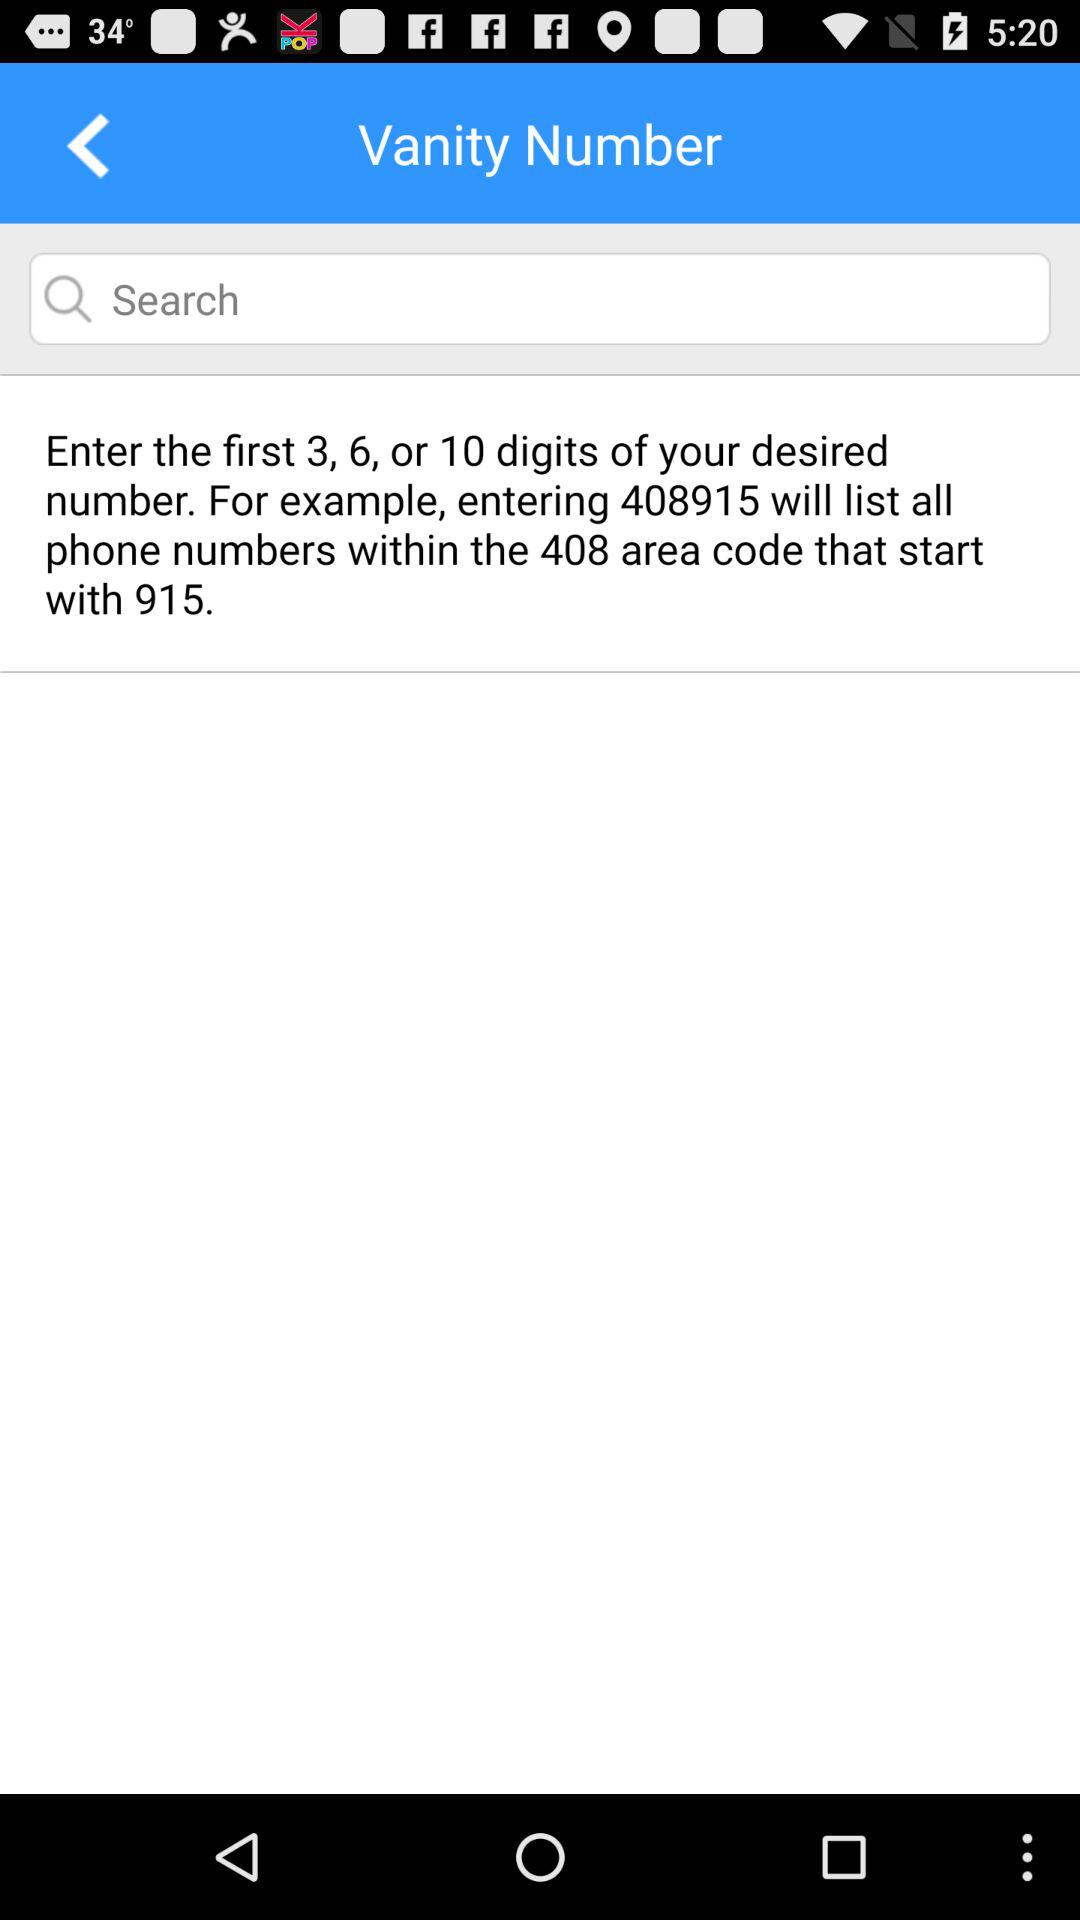 34° POP 5:20
Vanity Number
Search
Enter the first 3, 6, or 10 digits of your desired
number. For example, entering 408915 will list all
phone numbers within the 408 area code that start
with 915.